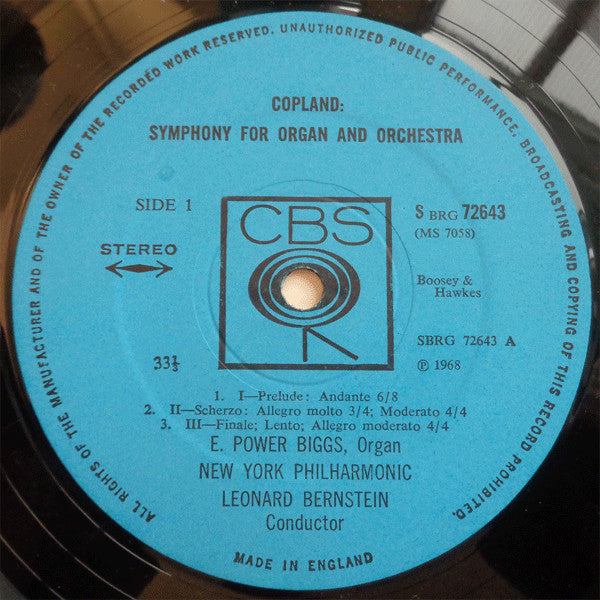 ALL RIGHTS OF THE MANUFACTURER AND OF THE OWNER OF THE RECORDED WORK RESERVED. UNAUTHORIZED PUBLIC PERFORMANCE, BROADCASTING AND COPYING OF THIS RECORD PROHIBITED.
COPLAND:
SYMPHONY FOR ORGAN AND ORCHESTRA
SIDE 1
STEREO
CBS
S BRG 72643
(MS 7058)
Boosey &
Hawkes
33⅓
SBRG 72643 A
℗ 1968
1. I—Prelude: Andante 6/8
2. II—Scherzo: Allegro molto 3/4; Moderato 4/4
3. III—Finale; Lento; Allegro moderato 4/4
E. POWER BIGGS, Organ
NEW YORK PHILHARMONIC
LEONARD BERNSTEIN
Conductor
MADE IN ENGLAND